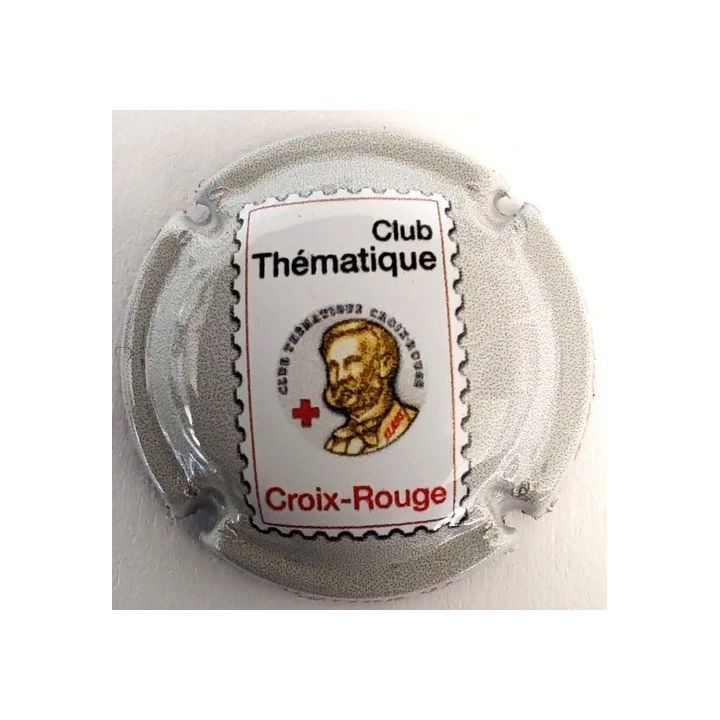 Club
Thématique
CLUB THÉMATIQUE CROIX-ROUGE
Croix-Rouge